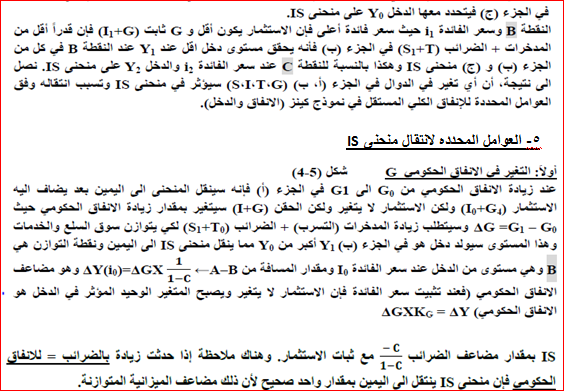 في الجزء (ج) فيتحدد معها الدخل Y₀ على منحنى IS.
النقطة B وسعر الفائدة i₁ حيث سعر فائدة أعلى فإن الاستثمار يكون أقل و G ثابت (I₁+G) فإن قدراً أقل من
المدخرات + الضرائب (S₁+T) في الجزء (ب) فأنه يحقق مستوى دخل اقل عند Y₁ عند النقطة B في كل من
الجزء (ب) و (ج) منحنى IS وهكذا بالنسبة للنقطة C عند سعر الفائدة i₂ والدخل Y₂ على منحنى IS. نصل
الى نتيجة، أن أي تغير في الدوال في الجزء (أ، ب) (S،I،T،G) سيؤثر في منحنى IS وتسبب انتقاله وفق
العوامل المحددة للإنفاق الكلي المستقل في نموذج كينز (الانفاق والدخل).
٥- العوامل المحدده لانتقال منحنى IS
أولاً: التغير في الانفاق الحكومي G شكل (5-4)
عند زيادة الانفاق الحكومي من G₀ الى G1 في الجزء (أ) فإنه سينقل المنحنى الى اليمين بعد يضاف اليه
الاستثمار (I₀+G₁) ولكن الاستثمار لا يتغير ولكن الحقن (I+G) سيتغير بمقدار زيادة الانفاق الحكومي حيث
ΔG =G₁ – G₀ وسيتطلب زيادة المدخرات (التسرب) + الضرائب (S₁+T₀) لكي يتوازن سوق السلع والخدمات
وهذا المستوى سيولد دخل هو في الجزء (ب) Y₁ أكبر من Y₀ مما ينقل منحنى IS الى اليمين ونقطة التوازن هي
B وهي مستوى من الدخل عند سعر الفائدة I₀ ومقدار المسافة من A–B ← ΔY(i₀)=ΔGX 1/1–C وهو مضاعف
الانفاق الحكومي (فعند تثبيت سعر الفائدة فإن الاستثمار لا يتغير ويصبح المتغير الوحيد المؤثر في الدخل هو
الانفاق الحكومي) ΔGXK_G = ΔY
IS بمقدار مضاعف الضرائب –C/1–C مع ثبات الاستثمار. وهناك ملاحظة إذا حدثت زيادة بالضرائب = للانفاق
الحكومي فإن منحنى IS ينتقل الى اليمين بمقدار واحد صحيح لأن ذلك مضاعف الميزانية المتوازنة.